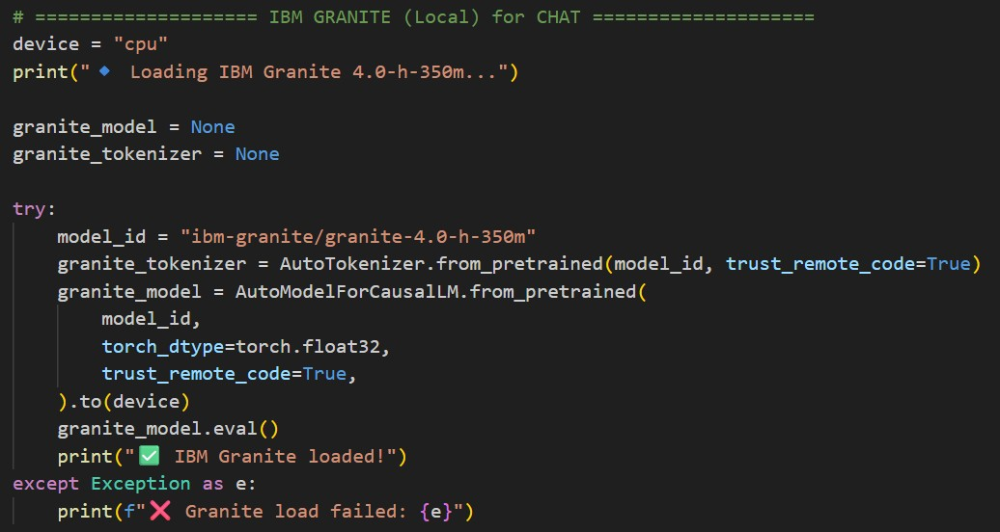 # ==================== IBM GRANITE (Local) for CHAT ====================
device = "cpu"
print("🔹 Loading IBM Granite 4.0-h-350m...")

granite_model = None
granite_tokenizer = None

try:
    model_id = "ibm-granite/granite-4.0-h-350m"
    granite_tokenizer = AutoTokenizer.from_pretrained(model_id, trust_remote_code=True)
    granite_model = AutoModelForCausalLM.from_pretrained(
        model_id,
        torch_dtype=torch.float32,
        trust_remote_code=True,
    ).to(device)
    granite_model.eval()
    print("✅ IBM Granite loaded!")
except Exception as e:
    print(f"❌ Granite load failed: {e}")